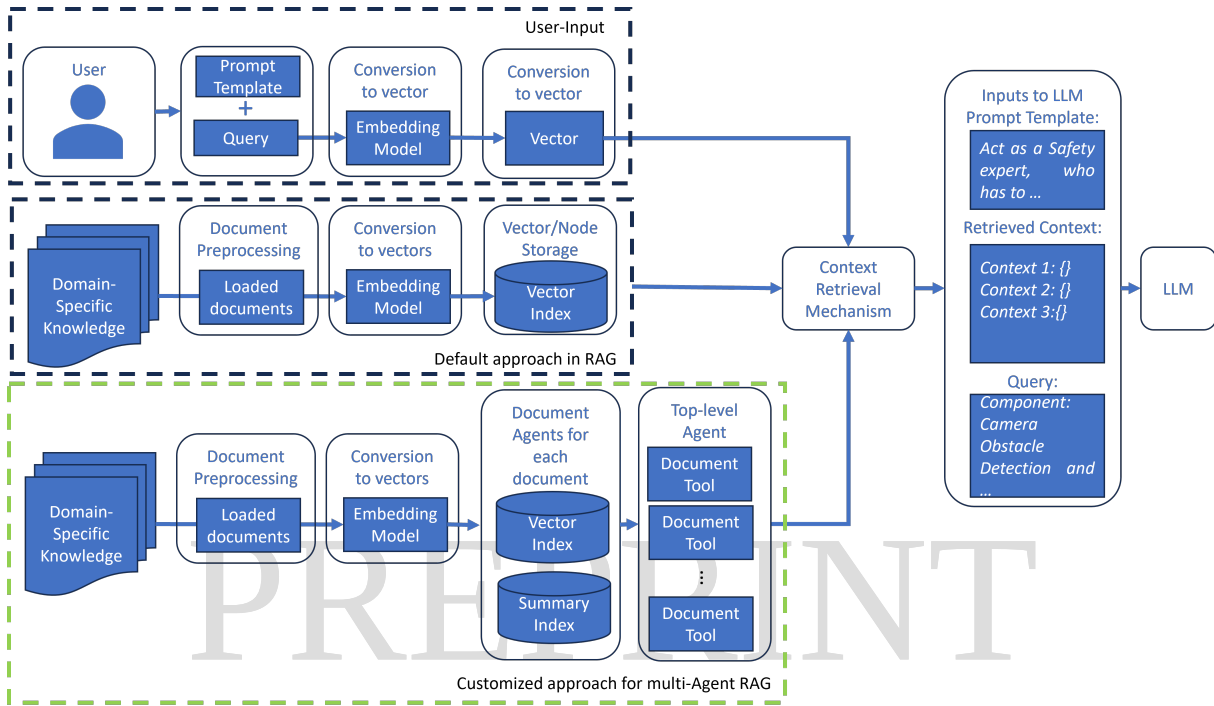 User-Input
User
Prompt
Template
+
Query
Conversion
to vector
Embedding
Model
Conversion
to vector
Vector
Domain-
Specific
Knowledge
Document
Preprocessing
Loaded
documents
Conversion
to vectors
Embedding
Model
Vector/Node
Storage
Vector
Index
Default approach in RAG
Domain-
Specific
Knowledge
Document
Preprocessing
Loaded
documents
Conversion
to vectors
Embedding
Model
Document
Agents for
each
document
Vector
Index
Summary
Index
Top-level
Agent
Document
Tool
Document
Tool
...
Document
Tool
Customized approach for multi-Agent RAG
Context
Retrieval
Mechanism
Inputs to LLM
Prompt Template:
Act as a Safety
expert, who
has to ...
Retrieved Context:
Context 1: {}
Context 2: {}
Context 3:{}
Query:
Component:
Camera
Obstacle
Detection and
...
LLM
PREPRINT